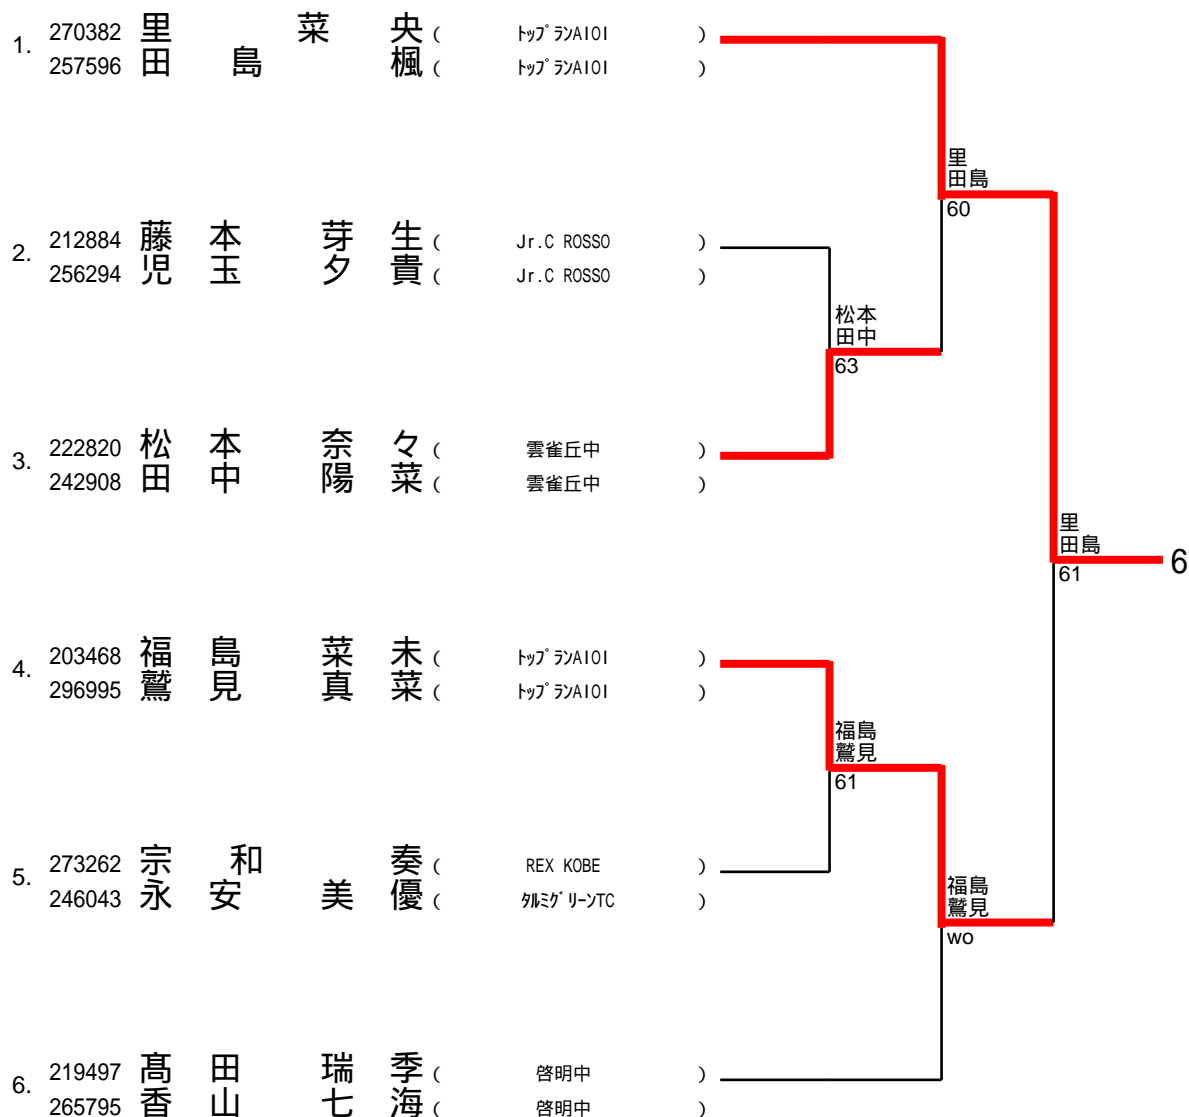 1. 270382 里 菜 央 ( ﾄｯﾌﾟﾗﾝAIOI )
257596 田 島 楓 ( ﾄｯﾌﾟﾗﾝAIOI )
里
田島
60
2. 212884 藤 本 芽 生 ( Jr.C ROSSO )
256294 児 玉 夕 貴 ( Jr.C ROSSO )
松本
田中
63
3. 222820 松 本 奈 々 ( 雲雀丘中 )
242908 田 中 陽 菜 ( 雲雀丘中 )
里
田島
61
6
4. 203468 福 島 菜 未 ( ﾄｯﾌﾟﾗﾝAIOI )
296995 鷲 見 真 菜 ( ﾄｯﾌﾟﾗﾝAIOI )
福島
鷲見
61
5. 273262 宗 和 奏 ( REX KOBE )
246043 永 安 美 優 ( ﾀﾙﾐｸﾞﾘｰﾝTC )
福島
鷲見
wo
6. 219497 髙 田 瑞 季 ( 啓明中 )
265795 香 山 七 海 ( 啓明中 )